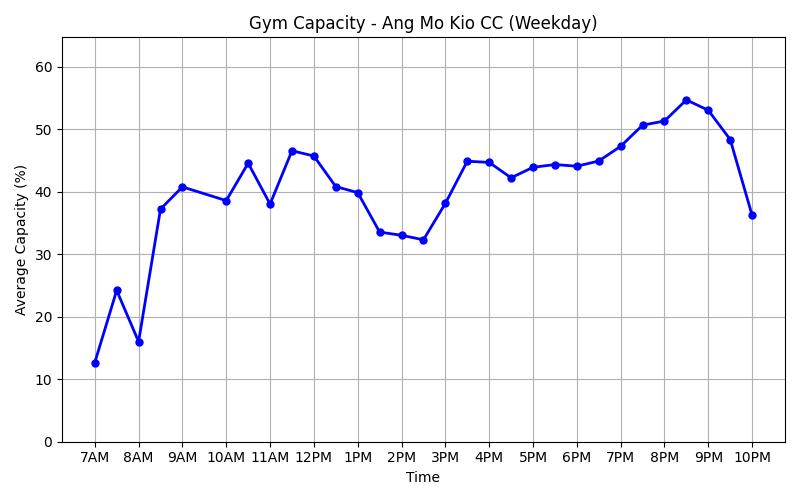 Gym Capacity - Ang Mo Kio CC (Weekday)
60
50
40
30
20
10
0
Average Capacity (%)
7AM 8AM 9AM 10AM 11AM 12PM 1PM 2PM 3PM 4PM 5PM 6PM 7PM 8PM 9PM 10PM
Time